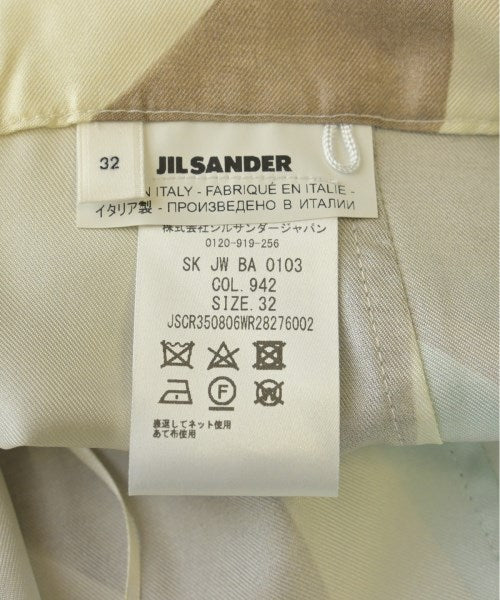 32
JIL SANDER
N ITALY - FABRIQUÉ EN ITALIE -
イタリア製 - ПРОИЗВЕДЕНО В ИТАЛИИ
株式会社ジルサンダージャパン
0120-919-256
SK JW BA 0103
COL. 942
SIZE. 32
JSCR350806WR28276002
F
W
裏返してネット使用
あて布使用